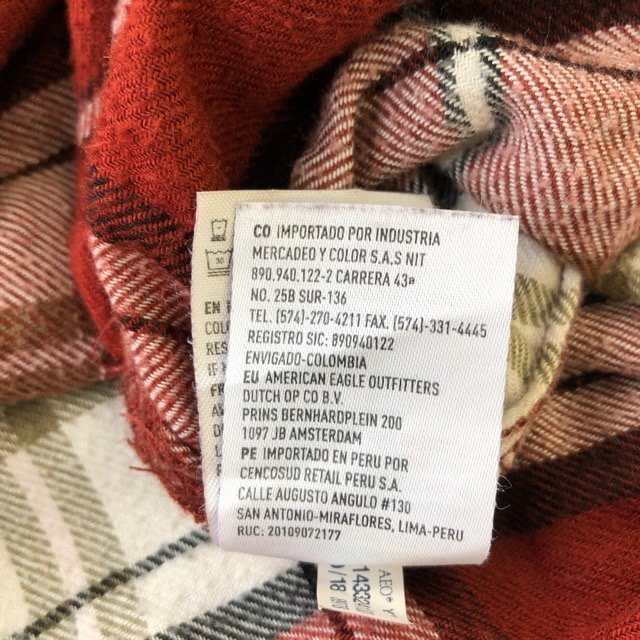 CO IMPORTADO POR INDUSTRIA
MERCADEO Y COLOR S.A.S NIT
890.940.122-2 CARRERA 43ª
NO. 25B SUR-136
TEL. (574)-270-4211 FAX. (574)-331-4445
REGISTRO SIC: 890940122
ENVIGADO-COLOMBIA
EU AMERICAN EAGLE OUTFITTERS
DUTCH OP CO B.V.
PRINS BERNHARDPLEIN 200
1097 JB AMSTERDAM
PE IMPORTADO EN PERU POR
CENCOSUD RETAIL PERU S.A.
CALLE AUGUSTO ANGULO #130
SAN ANTONIO-MIRAFLORES, LIMA-PERU
RUC: 20109072177
30
EN